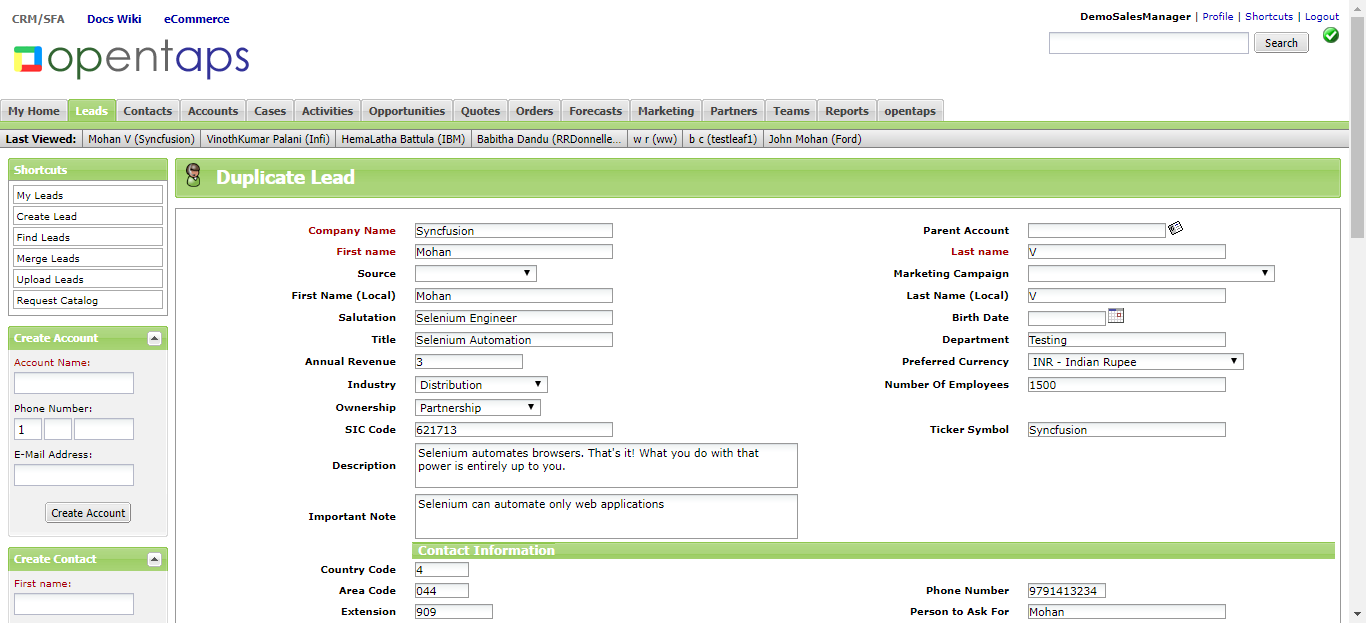 CRM/SFA Docs Wiki eCommerce
DemoSalesManager | Profile | Shortcuts | Logout
opentaps
Search
My Home Leads Contacts Accounts Cases Activities Opportunities Quotes Orders Forecasts Marketing Partners Teams Reports opentaps
Last Viewed: Mohan V (Syncfusion) VinothKumar Palani (Infi) HemaLatha Battula (IBM) Babitha Dandu (RRDonnelle... w r (ww) b c (testleaf1) John Mohan (Ford)
Shortcuts
My Leads
Create Lead
Find Leads
Merge Leads
Upload Leads
Request Catalog
Create Account
Account Name:
Phone Number:
1
E-Mail Address:
Create Account
Create Contact
First name:
Duplicate Lead
Company Name Syncfusion Parent Account
First name Mohan Last name V
Source Marketing Campaign
First Name (Local) Mohan Last Name (Local) V
Salutation Selenium Engineer Birth Date
Title Selenium Automation Department Testing
Annual Revenue 3 Preferred Currency INR - Indian Rupee
Industry Distribution Number Of Employees 1500
Ownership Partnership
SIC Code 621713 Ticker Symbol Syncfusion
Description Selenium automates browsers. That's it! What you do with that
power is entirely up to you.
Important Note Selenium can automate only web applications
Contact Information
Country Code 4
Area Code 044 Phone Number 9791413234
Extension 909 Person to Ask For Mohan